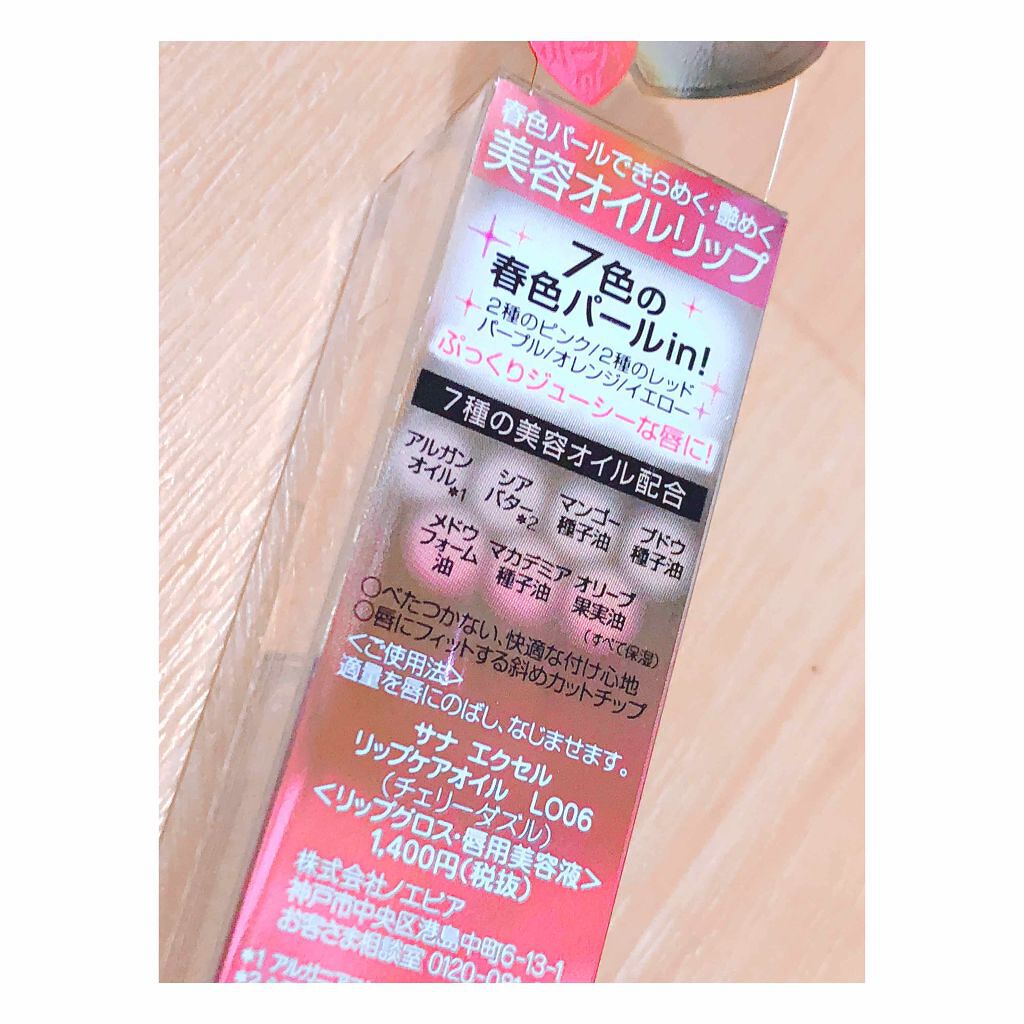 春色パールできらめく・艶めく
美容オイルリップ
7色の
春色パールin!
2種のピンク/2種のレッド
パープル/オレンジ/イエロー
ぷっくりジューシーな唇に!
7種の美容オイル配合
アルガン
オイル*1
シア
バター*2
マンゴー
種子油
ブドウ
種子油
メドウ
フォーム
油
マカデミア
種子油
オリーブ
果実油
(すべて保湿)
○べたつかない、快適な付け心地
○唇にフィットする斜めカットチップ
<ご使用法>
適量を唇にのばし、なじませます。
サナ エクセル
リップケアオイル LO06
(チェリーダズル)
<リップグロス・唇用美容液>
1,400円(税抜)
株式会社ノエビア
神戸市中央区港島中町6-13-1
お客さま相談室 0120-081
*1 アルガニア
*2